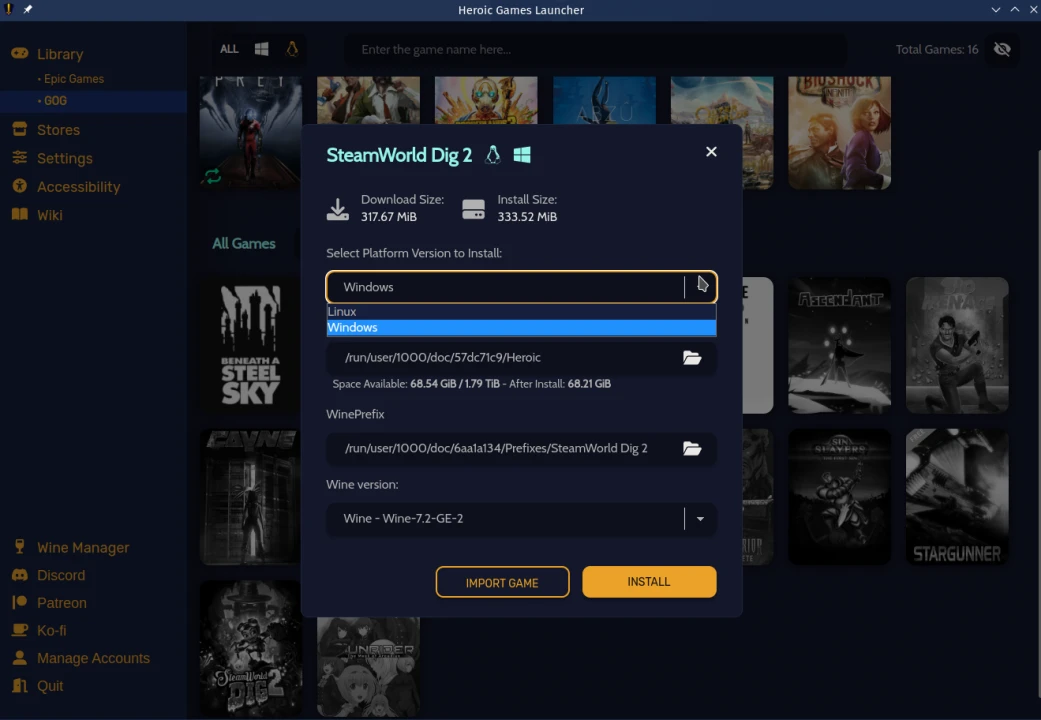 Heroic Games Launcher
Library
• Epic Games
• GOG
Stores
Settings
Accessibility
Wiki
Wine Manager
Discord
Patreon
Ko-fi
Manage Accounts
Quit
ALL
Enter the game name here...
Total Games: 16
PREY
ABZÛ
BIOSHOCK
INFINITE
All Games
BENEATH A
STEEL
SKY
ASCENDANT
SIN
SLAYERS
STARGUNNER
SteamWorld
DIG 2
SteamWorld Dig 2
Download Size:
317.67 MiB
Install Size:
333.52 MiB
Select Platform Version to Install:
Windows
Linux
Windows
/run/user/1000/doc/57dc71c9/Heroic
Space Available: 68.54 GiB / 1.79 TiB - After Install: 68.21 GiB
WinePrefix
/run/user/1000/doc/6aa1a134/Prefixes/SteamWorld Dig 2
Wine version:
Wine - Wine-7.2-GE-2
IMPORT GAME
INSTALL